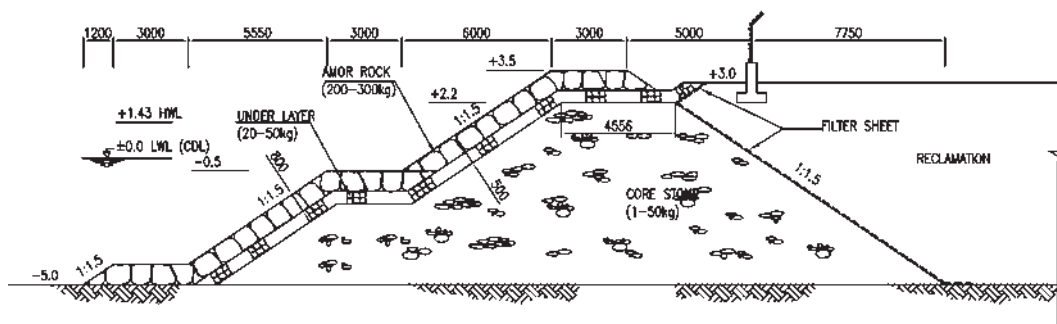 1200 3000 5550 3000 6000 3000 5000 7750
+3.5
+3.0
AMOR ROCK
(200-300kg)
+2.2
1:1.5
+1.43 HWL
UNDER LAYER
(20-50kg)
4556
FILTER SHEET
±0.0 LWL (CDL)
-0.5
800
500
RECLAMATION
1:1.5
1:1.5
CORE STONE
(1-50kg)
-5.0
1:1.5